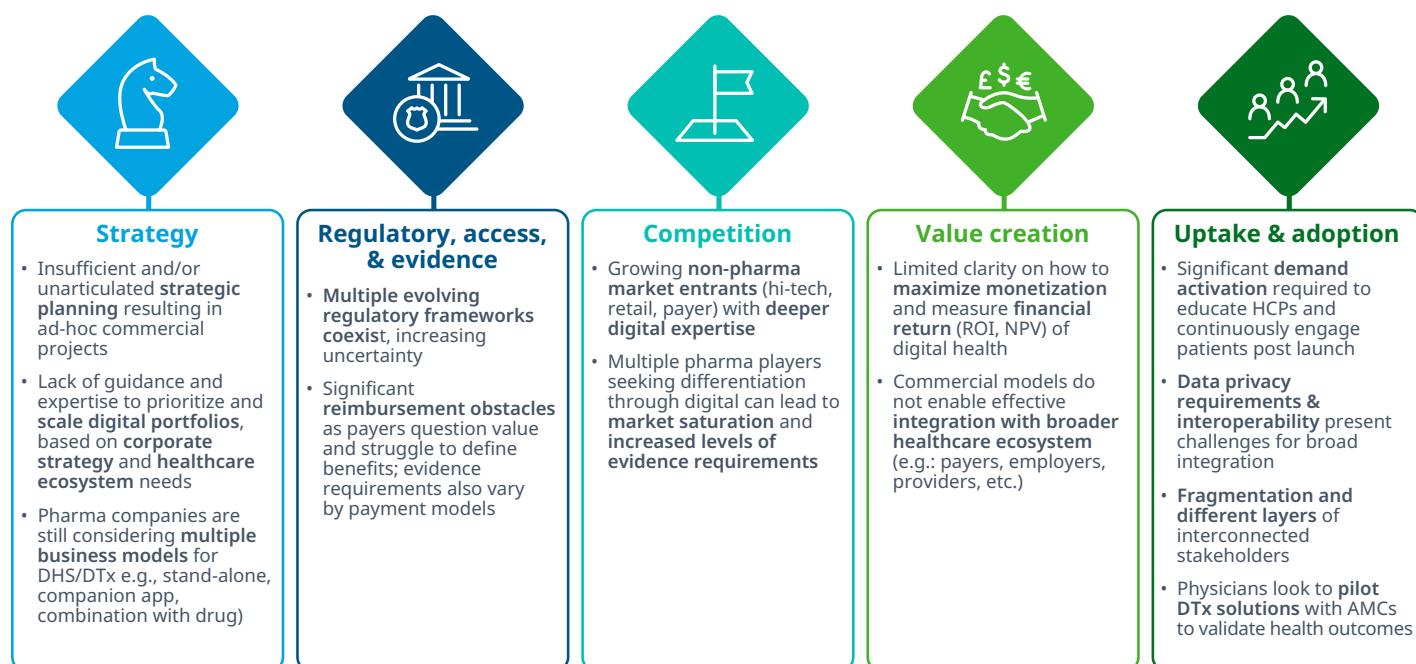 £ $ €
Strategy
• Insufficient and/or
unarticulated strategic
planning resulting in
ad-hoc commercial
projects
• Lack of guidance and
expertise to prioritize and
scale digital portfolios,
based on corporate
strategy and healthcare
ecosystem needs
• Pharma companies are
still considering multiple
business models for
DHS/DTx e.g., stand-alone,
companion app,
combination with drug)
Regulatory, access,
& evidence
• Multiple evolving
regulatory frameworks
coexist, increasing
uncertainty
• Significant
reimbursement obstacles
as payers question value
and struggle to define
benefits; evidence
requirements also vary
by payment models
Competition
• Growing non-pharma
market entrants (hi-tech,
retail, payer) with deeper
digital expertise
• Multiple pharma players
seeking differentiation
through digital can lead to
market saturation and
increased levels of
evidence requirements
Value creation
• Limited clarity on how to
maximize monetization
and measure financial
return (ROI, NPV) of
digital health
• Commercial models do
not enable effective
integration with broader
healthcare ecosystem
(e.g.: payers, employers,
providers, etc.)
Uptake & adoption
• Significant demand
activation required to
educate HCPs and
continuously engage
patients post launch
• Data privacy
requirements &
interoperability present
challenges for broad
integration
• Fragmentation and
different layers of
interconnected
stakeholders
• Physicians look to pilot
DTx solutions with AMCs
to validate health outcomes